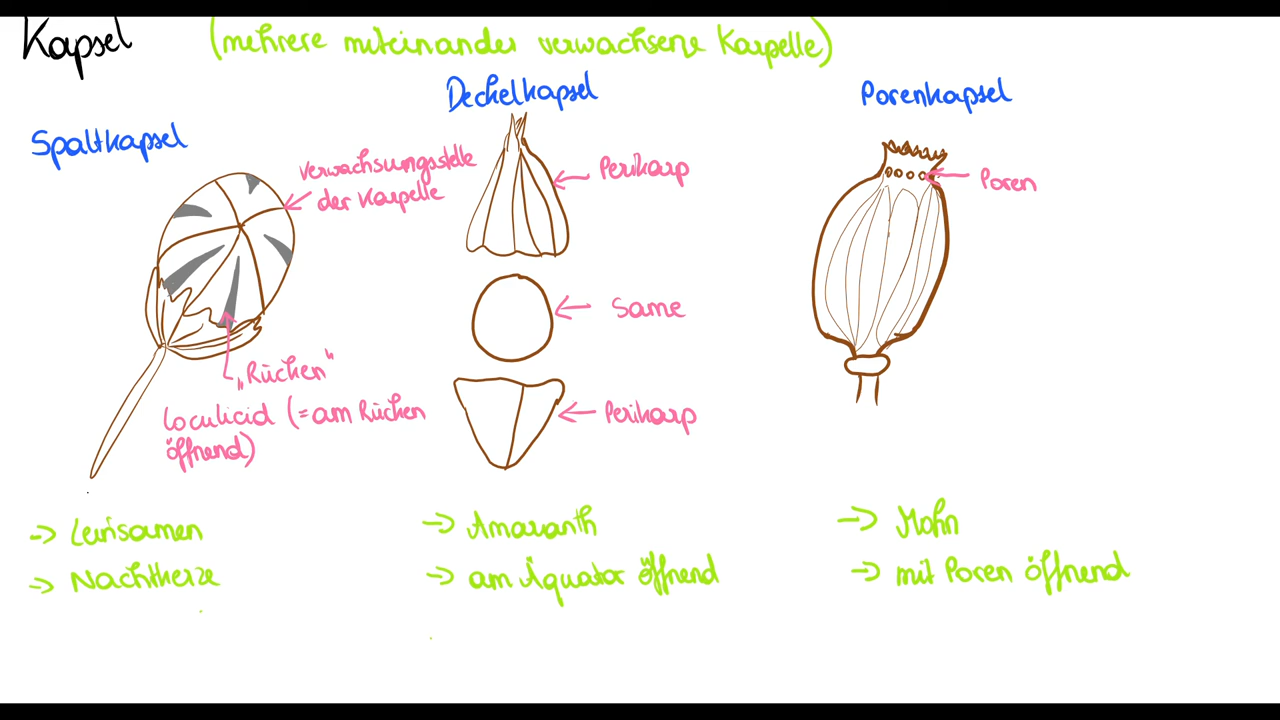 Kapsel (mehrere miteinander verwachsene Karpelle)
Spaltkapsel
verwachsungsstelle
der Karpelle
„Rücken"
loculicid (=am Rücken
öffnend)
→ Leinsamen
→ Nachtkerze
Deckelkapsel
Perikarp
Same
Perikarp
→ Amaranth
→ am Äquator öffnend
Porenkapsel
Poren
→ Mohn
→ mit Poren öffnend